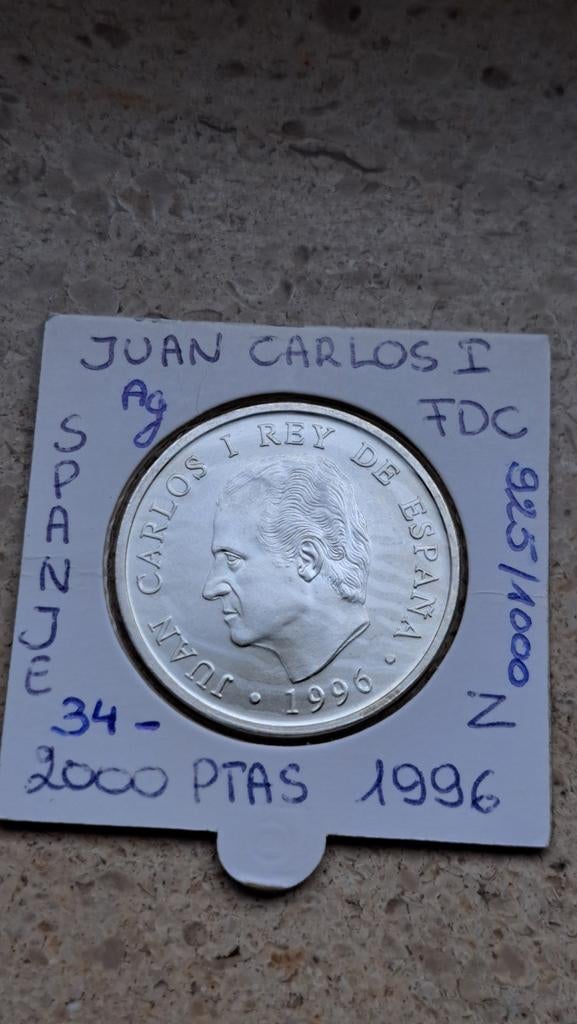 JUAN CARLOS I
Ag
FDC
SPANJE
925/1000
JUAN CARLOS I REY DE ESPAÑA
• 1996 •
34-
N
2000 PTAS 1996